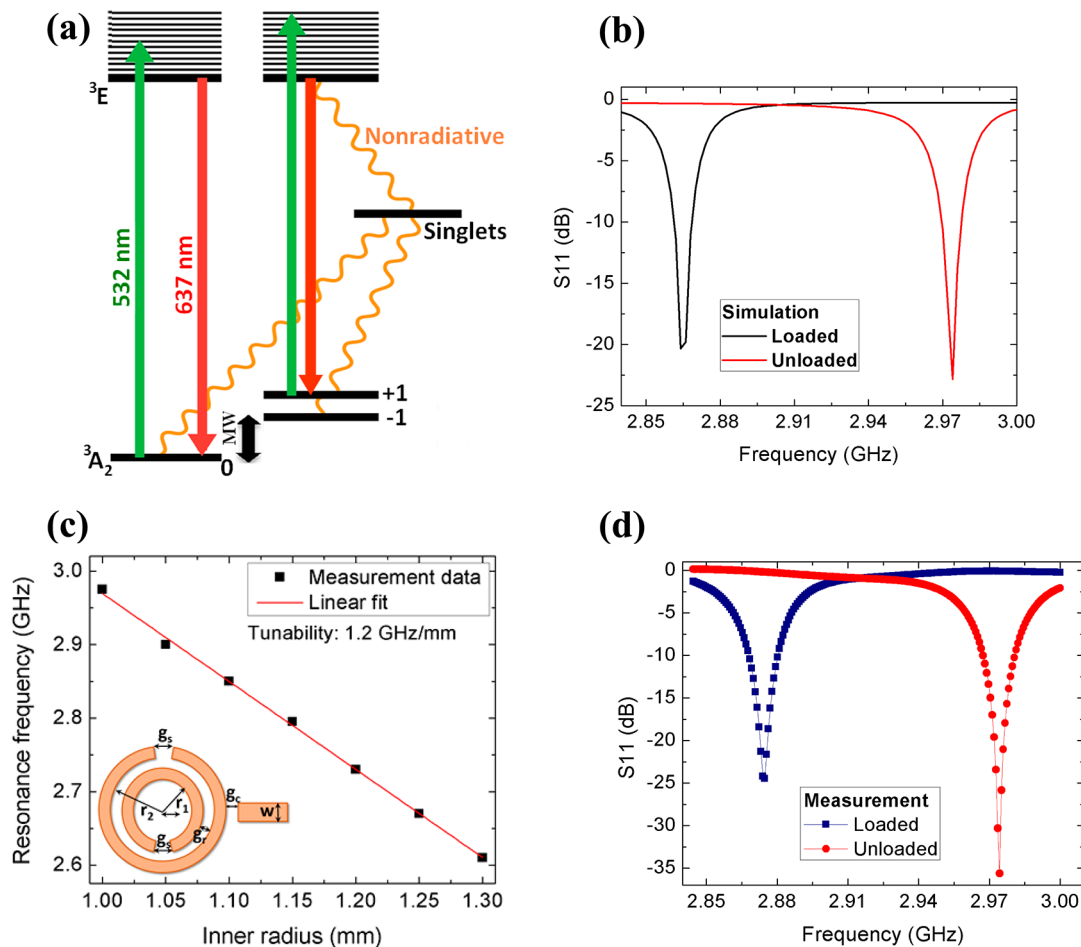 (a)
³E
Nonradiative
Singlets
532 nm
637 nm
+1
-1
MW
³A₂
0
(b)
0
-5
-10
-15
-20
-25
S11 (dB)
Simulation
Loaded
Unloaded
2.85 2.88 2.91 2.94 2.97 3.00
Frequency (GHz)
(c)
3.0
2.9
2.8
2.7
2.6
Resonance frequency (GHz)
Measurement data
Linear fit
Tunability: 1.2 GHz/mm
gs
r2
r1
gc
w
gr
gs
1.00 1.05 1.10 1.15 1.20 1.25 1.30
Inner radius (mm)
(d)
0
-5
-10
-15
-20
-25
-30
-35
S11 (dB)
Measurement
Loaded
Unloaded
2.85 2.88 2.91 2.94 2.97 3.00
Frequency (GHz)